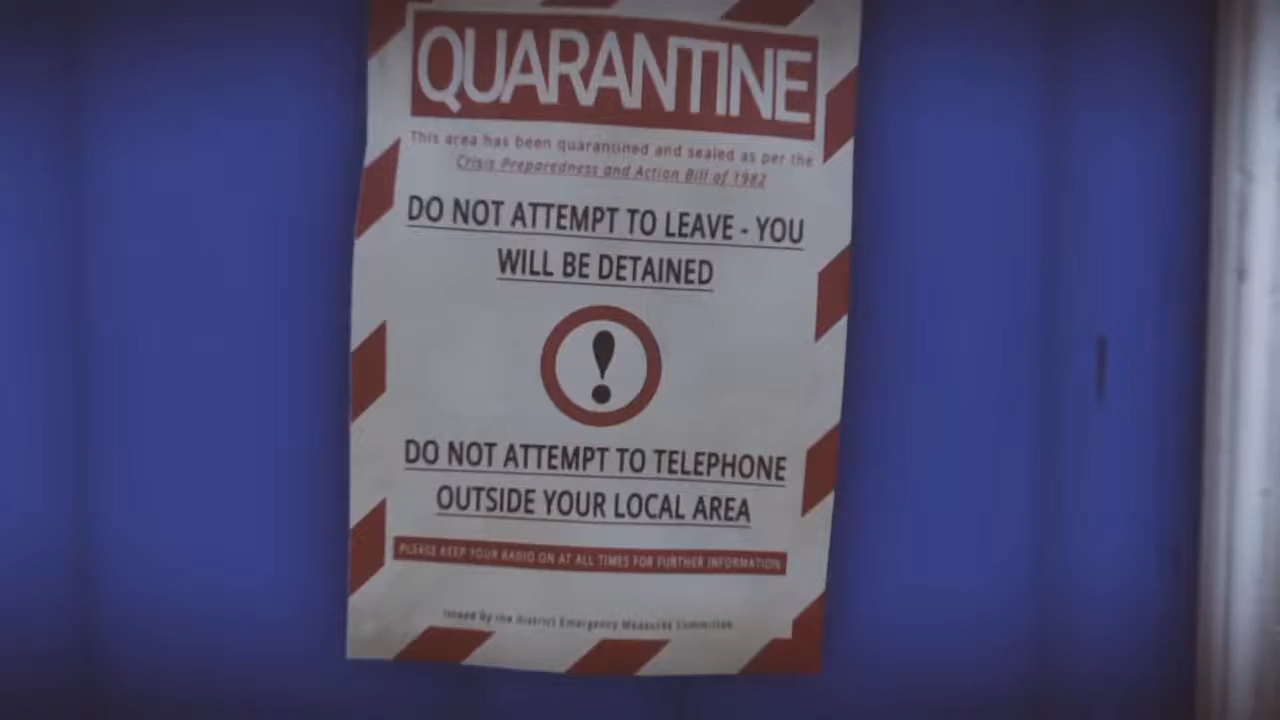 QUARANTINE
This area has been quarantined and sealed as per the
Crisis Preparedness and Action Bill of 1982
DO NOT ATTEMPT TO LEAVE - YOU
WILL BE DETAINED
!
DO NOT ATTEMPT TO TELEPHONE
OUTSIDE YOUR LOCAL AREA
PLEASE KEEP YOUR RADIO ON AT ALL TIMES FOR FURTHER INFORMATION
Issued by the District Emergency Measures Committee